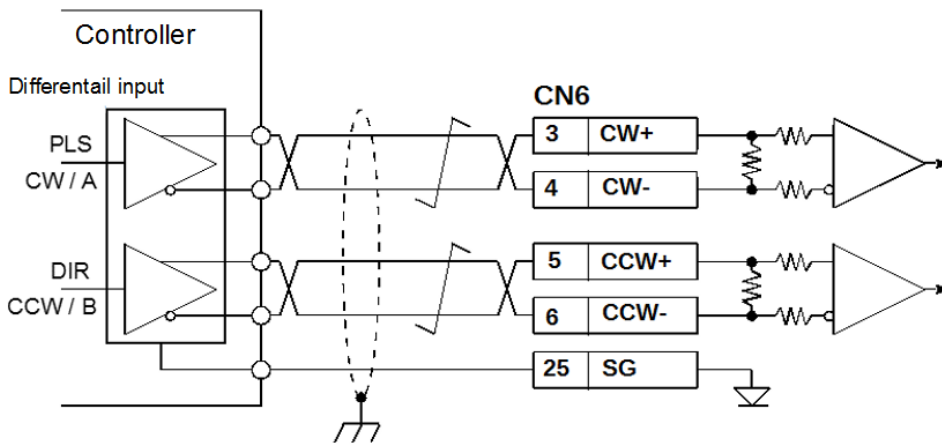 Controller
Differentail input
CN6
PLS
3 CW+
CW / A
4 CW-
DIR
5 CCW+
CCW / B
6 CCW-
25 SG